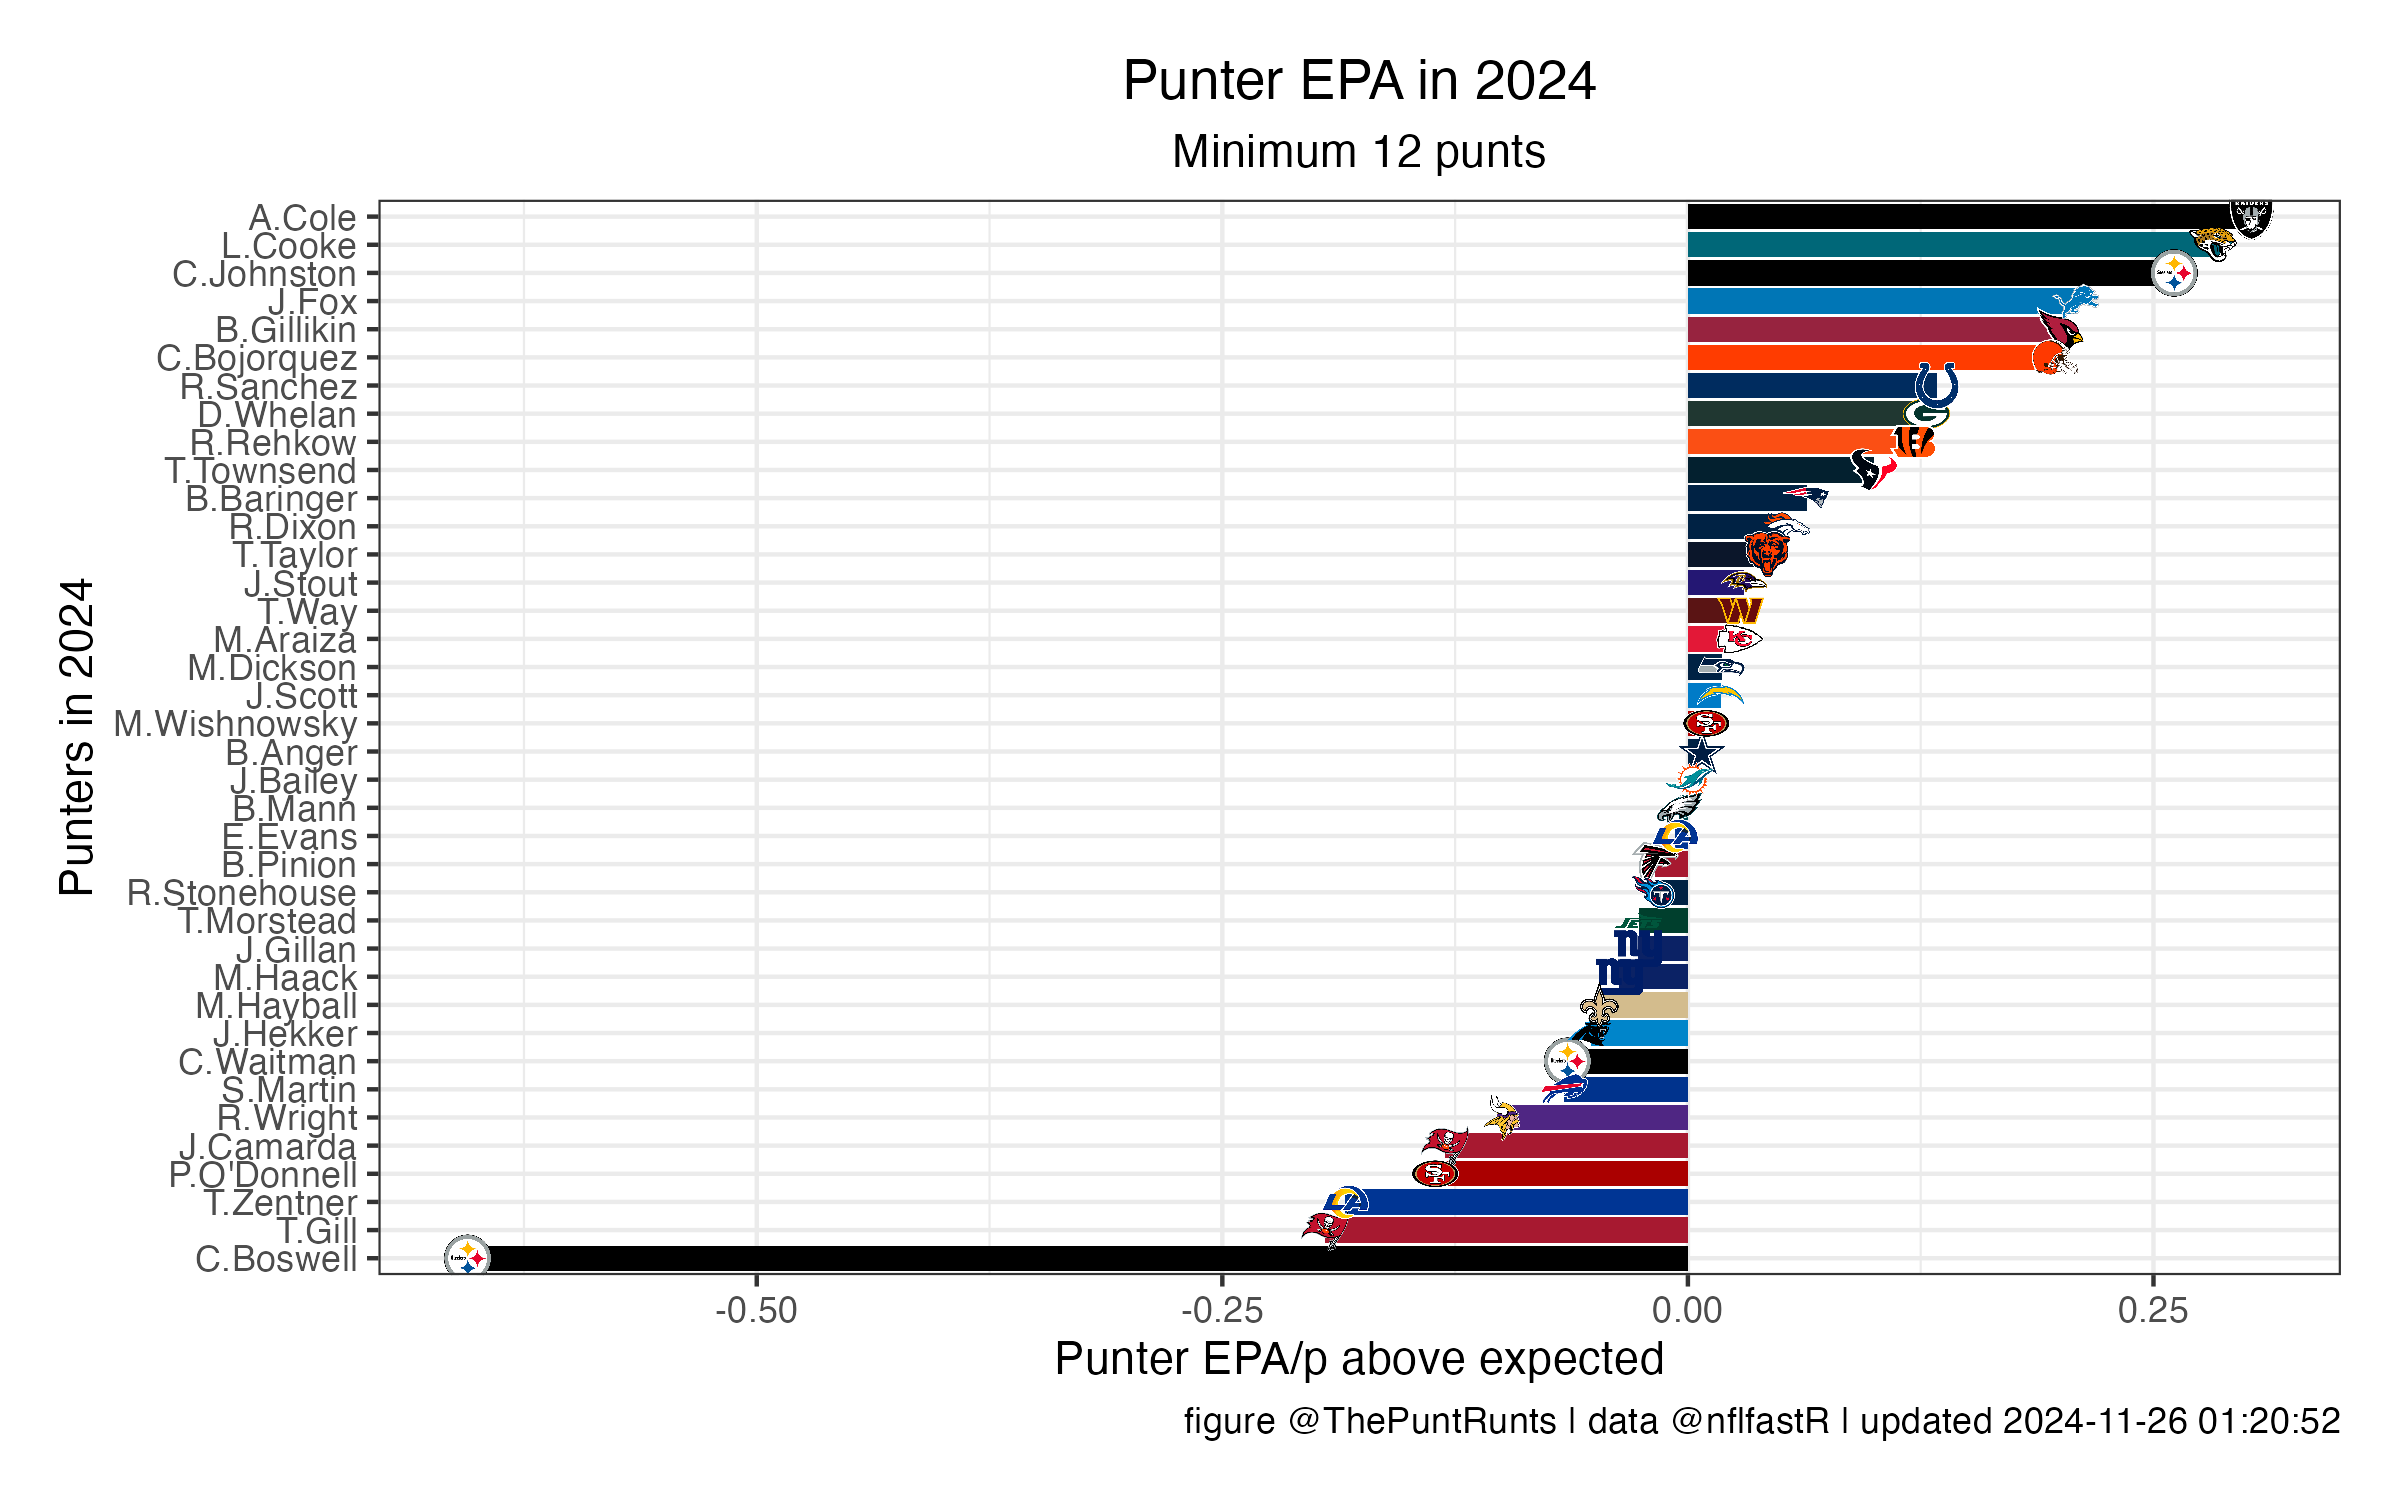 Punter EPA in 2024
Minimum 12 punts
Punters in 2024
A.Cole
L.Cooke
C.Johnston
J.Fox
B.Gillikin
C.Bojorquez
R.Sanchez
D.Whelan
R.Rehkow
T.Townsend
B.Baringer
R.Dixon
T.Taylor
J.Stout
T.Way
M.Araiza
M.Dickson
J.Scott
M.Wishnowsky
B.Anger
J.Bailey
B.Mann
E.Evans
B.Pinion
R.Stonehouse
T.Morstead
J.Gillan
M.Haack
M.Hayball
J.Hekker
C.Waitman
S.Martin
R.Wright
J.Camarda
P.O'Donnell
T.Zentner
T.Gill
C.Boswell
-0.50 -0.25 0.00 0.25
Punter EPA/p above expected
figure @ThePuntRunts | data @nflfastR | updated 2024-11-26 01:20:52